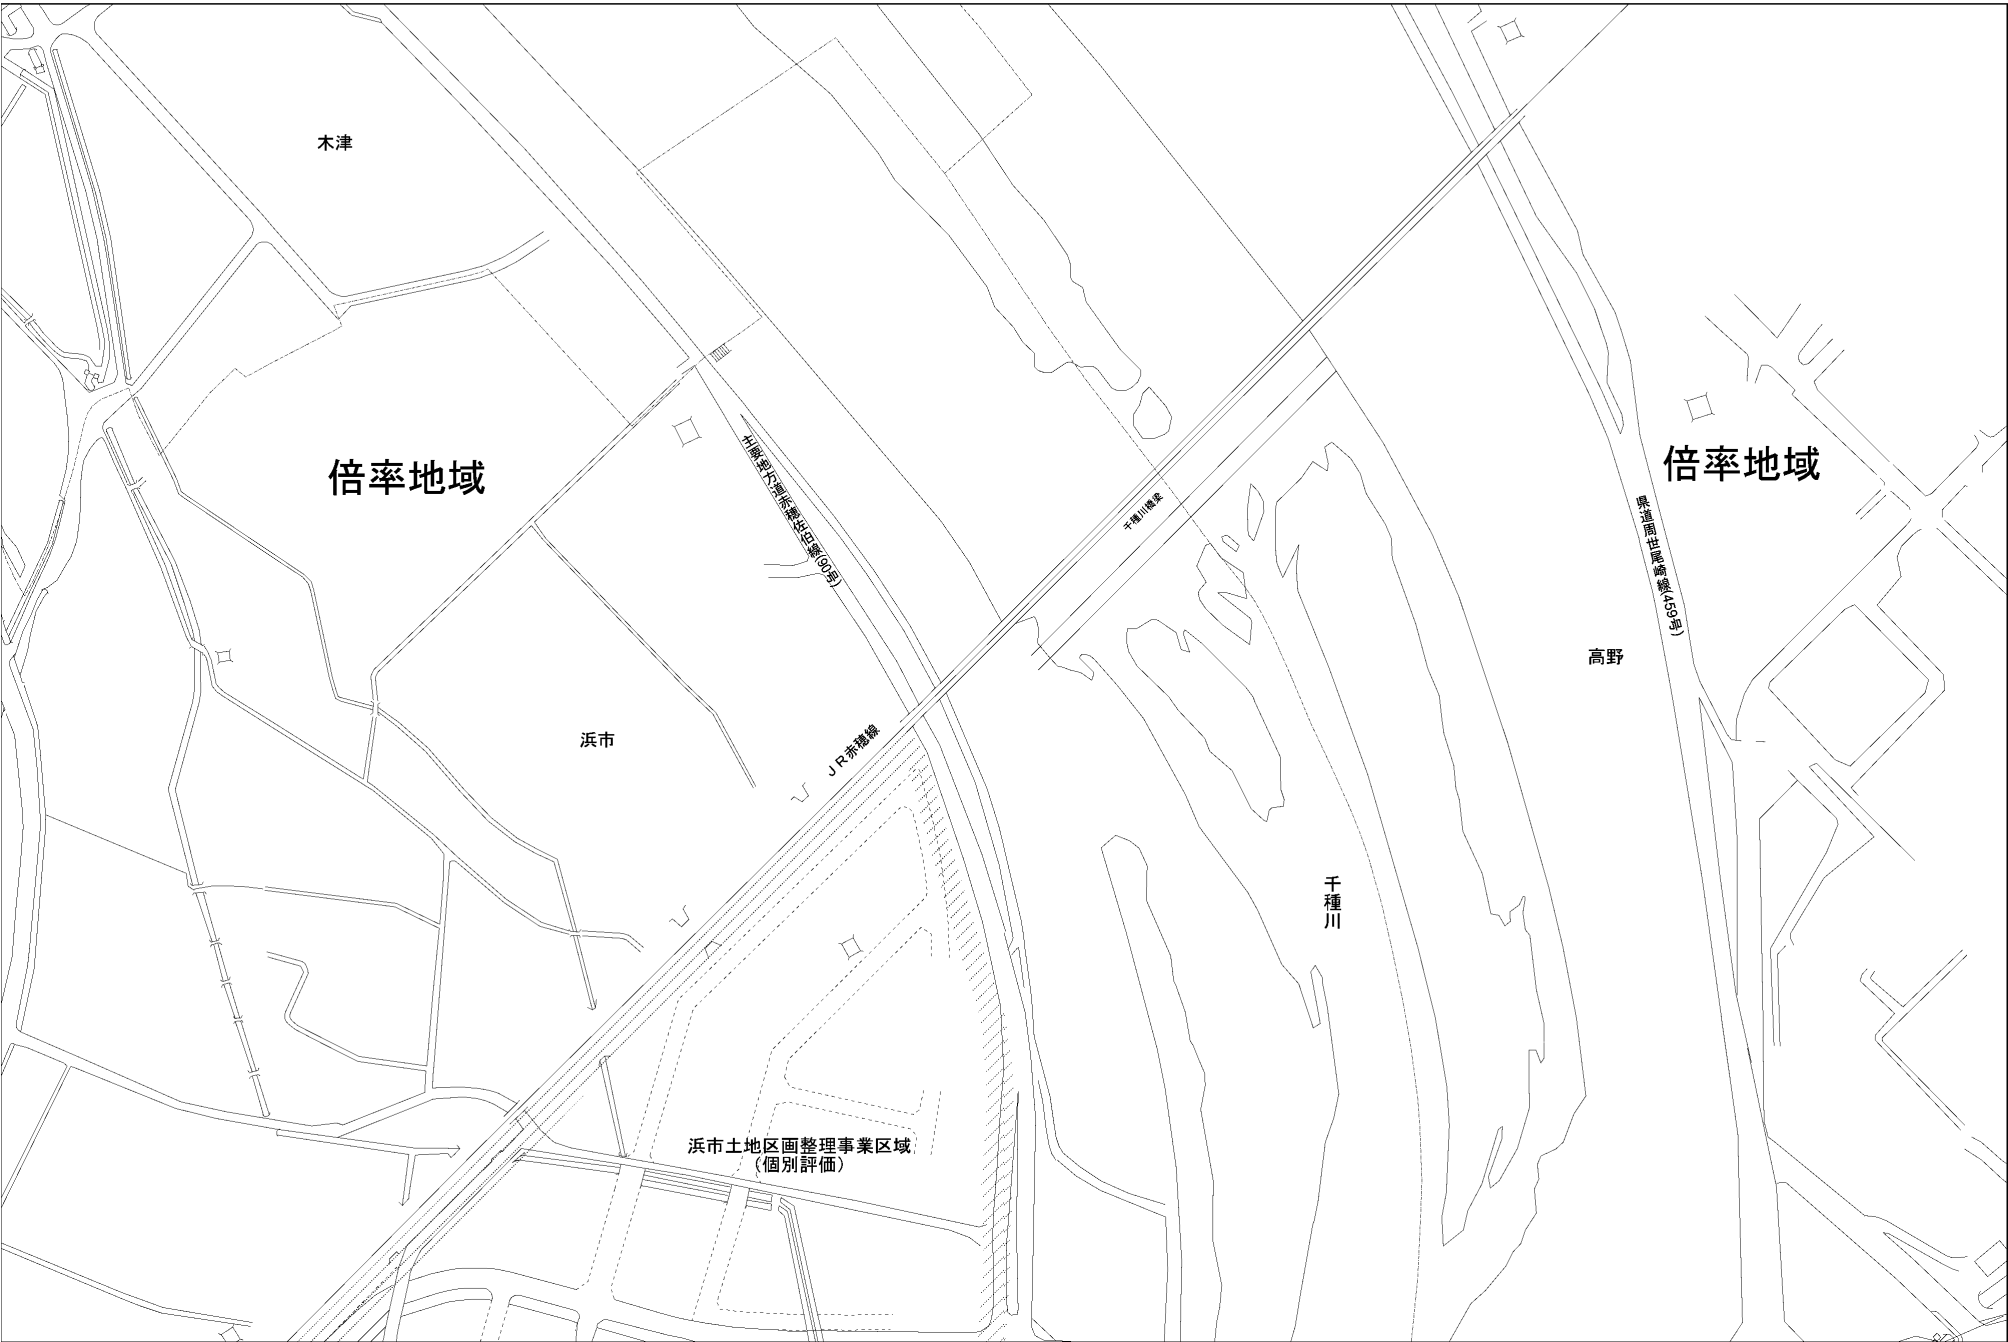 木津
倍率地域
倍率地域
主要地方道赤穂佐伯線(90号)
千種川橋梁
県道周世尾崎線(459号)
高野
浜市
JR赤穂線
千種川
浜市土地区画整理事業区域
(個別評価)